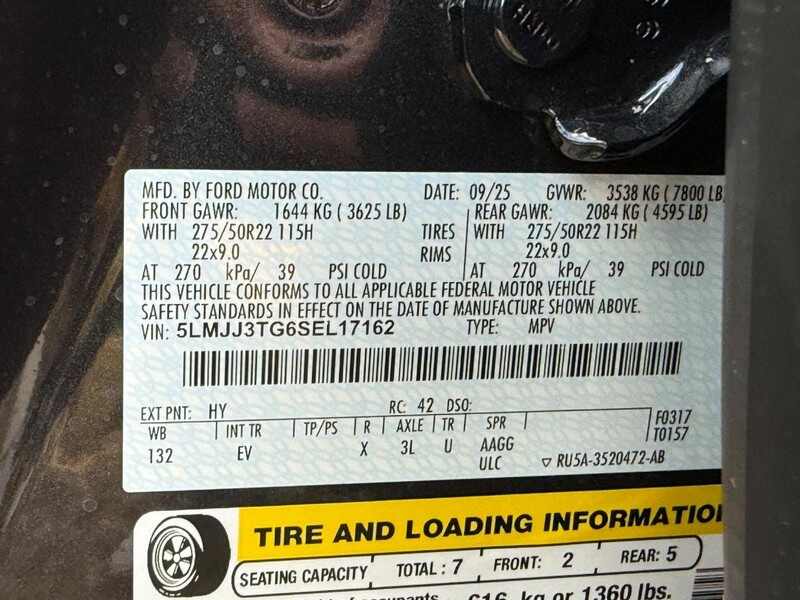 MFD. BY FORD MOTOR CO. DATE: 09/25 GVWR: 3538 KG ( 7800 LB)
FRONT GAWR: 1644 KG ( 3625 LB) REAR GAWR: 2084 KG ( 4595 LB)
WITH 275/50R22 115H TIRES WITH 275/50R22 115H
22x9.0 RIMS 22x9.0
AT 270 kPa/ 39 PSI COLD AT 270 kPa/ 39 PSI COLD
THIS VEHICLE CONFORMS TO ALL APPLICABLE FEDERAL MOTOR VEHICLE
SAFETY STANDARDS IN EFFECT ON THE DATE OF MANUFACTURE SHOWN ABOVE.
VIN: 5LMJJ3TG6SEL17162 TYPE: MPV
EXT PNT: HY RC: 42 DSO:
WB INT TR TP/PS R AXLE TR SPR F0317
132 EV X 3L U AAGG T0157
ULC ▽ RU5A-3520472-AB
TIRE AND LOADING INFORMATION
SEATING CAPACITY TOTAL : 7 FRONT: 2 REAR: 5
kg or 1360 lbs.